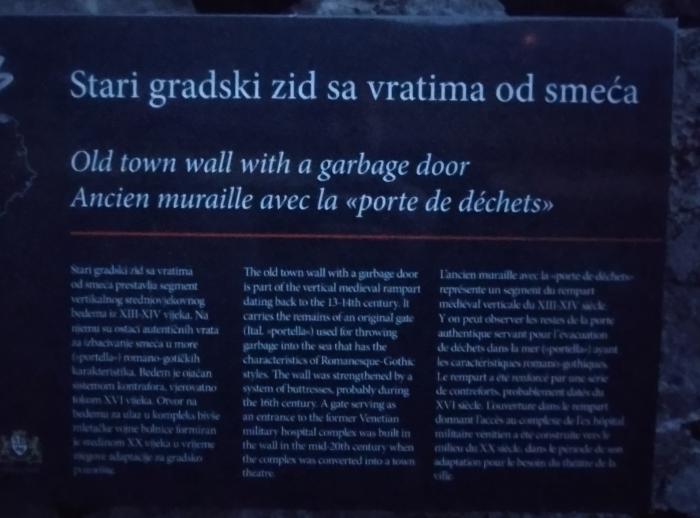 Stari gradski zid sa vratima od smeća
Old town wall with a garbage door
Ancien muraille avec la «porte de déchets»
Stari gradski zid sa vratima
od smeća prestavlja segment
vertikalnog srednjovjekovnog
bedema iz XIII-XIV vijeka. Na
njemu su ostaci autentičnih vrata
za izbacivanje smeća u more
(«portella») romano-gotičkih
karakteristika. Bedem je ojačan
sistemom kontrafora, vjerovatno
tokom XVI vijeka. Otvor na
bedemu za ulaz u kompleks bivše
mletačke vojne bolnice formiran
je sredinom XX vijeka u vrijeme
njegove adaptacije za gradsko
The old town wall with a garbage door
is part of the vertical medieval rampart
dating back to the 13-14th century. It
carries the remains of an original gate
(Ital. «portella») used for throwing
garbage into the sea that has the
characteristics of Romanesque-Gothic
styles. The wall was strengthened by a
system of buttresses, probably during
the 16th century. A gate serving as
an entrance to the former Venetian
military hospital complex was built in
the wall in the mid-20th century when
the complex was converted into a town
theatre.
L'ancien muraille avec la «porte de déchets»
représente un segment du rempart
médiéval verticale du XIII-XIV siècle.
Y on peut observer les restes de la porte
authentique servant pour l'évacuation
de déchets dans la mer («portella») ayant
les caractéristiques romano-gothiques.
Le rempart a été renforcé par une série
de contreforts, probablement datés du
XVI siècle. L'ouverture dans le rempart
donnant l'accès au complexe de l'ex hôpital
militaire vénitien a été construite vers le
milieu du XX siècle, dans le période de son
adaptation pour le besoin du théatre de la
ville.